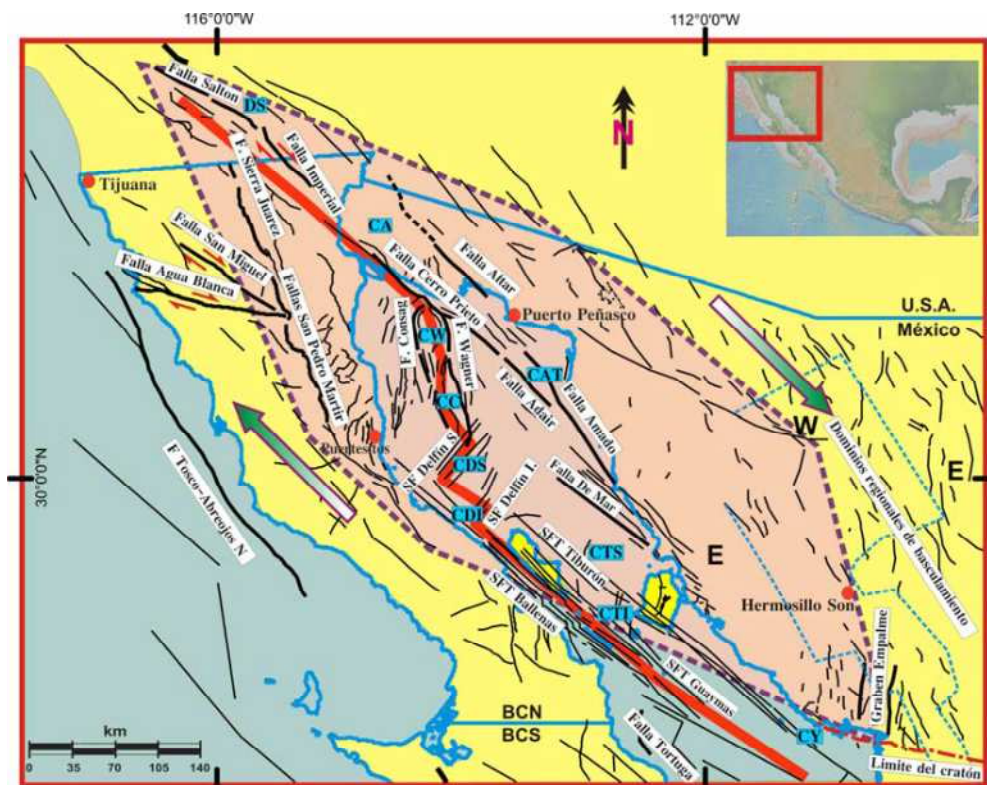 116°0'0"W
112°0'0"W
Falla Salton
DS
N
F. Sierra Juarez
Falla Imperial
Tijuana
CA
Falla San Miguel
Falla Agua Blanca
Falla Altar
Falla Cerro Prieto
U.S.A.
México
Puerto Peñasco
Fallas San Pedro Martir
F. Consag
CW
F. Wagner
CAT
CC
Falla Adair
Falla Amado
W
Dominios regionales de basculamiento
SF Delfín S.
CDS
E
30°0'0"N
F Tosco-Abreojos N
CDI
SF Delfín I.
Falla De Mar
SFT Tiburón
CTS
E
SFT Ballenas
CTI
Hermosillo Son
SFT Guaymas
Graben Empalme
BCN
BCS
Falla Tortuga
CY
Límite del cratón
km
0 35 70 105 140